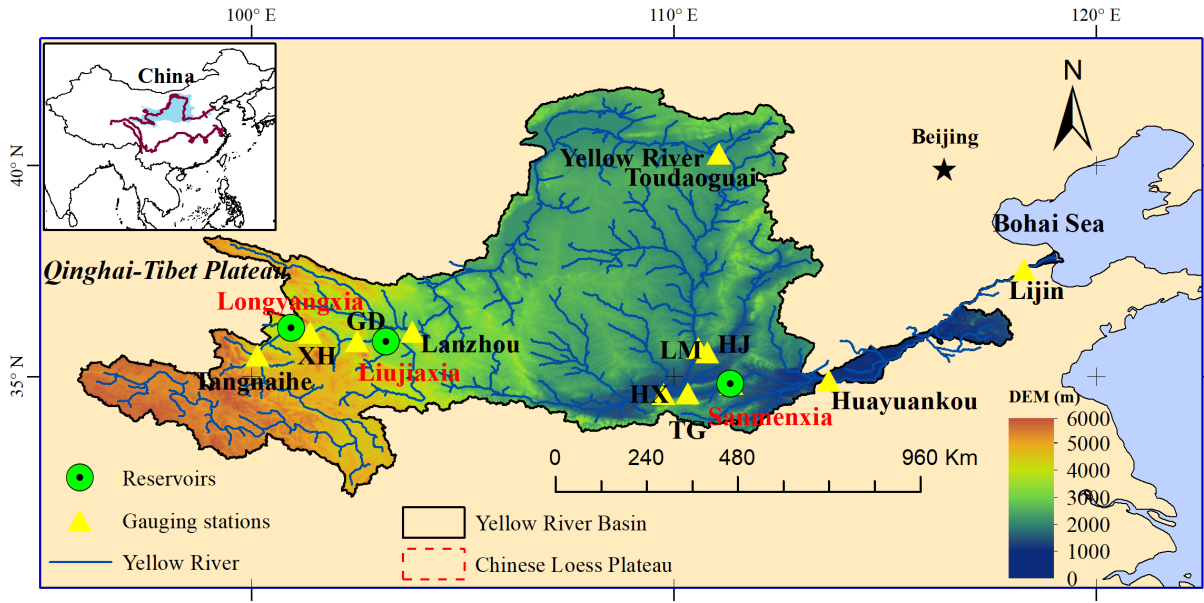 100° E
110° E
120° E
China
N
Beijing
40° N
Yellow River
Toudaoguai
Bohai Sea
Qinghai-Tibet Plateau
Lijin
Longyangxia
GD
Lanzhou
LM
HJ
XH
Liujiaxia
35° N
Tangnaihe
HX
Huayuankou
Sanmenxia
TG
DEM (m)
6000
5000
4000
3000
2000
1000
0
0 240 480 960 Km
Reservoirs
Gauging stations
Yellow River
Yellow River Basin
Chinese Loess Plateau